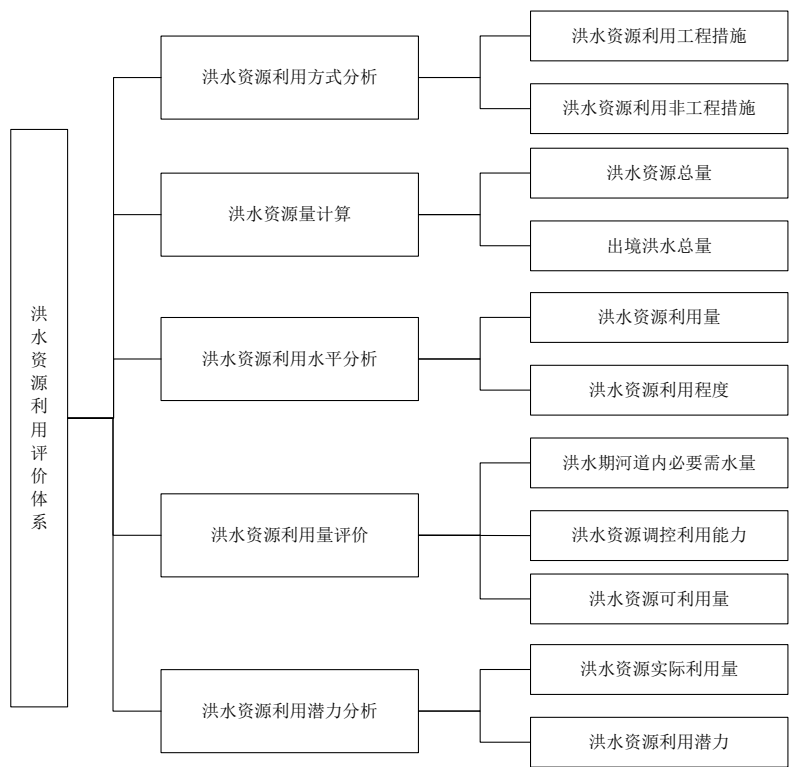 洪水资源利用评价体系
洪水资源利用方式分析
洪水资源利用工程措施
洪水资源利用非工程措施
洪水资源量计算
洪水资源总量
出境洪水总量
洪水资源利用水平分析
洪水资源利用量
洪水资源利用程度
洪水资源利用量评价
洪水期河道内必要需水量
洪水资源调控利用能力
洪水资源可利用量
洪水资源利用潜力分析
洪水资源实际利用量
洪水资源利用潜力